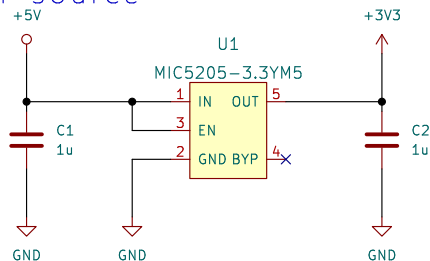 source
+5V
+3V3
U1
MIC5205-3.3YM5
1 IN OUT 5
3 EN
2 GND BYP 4
C1
1u
C2
1u
GND
GND
GND